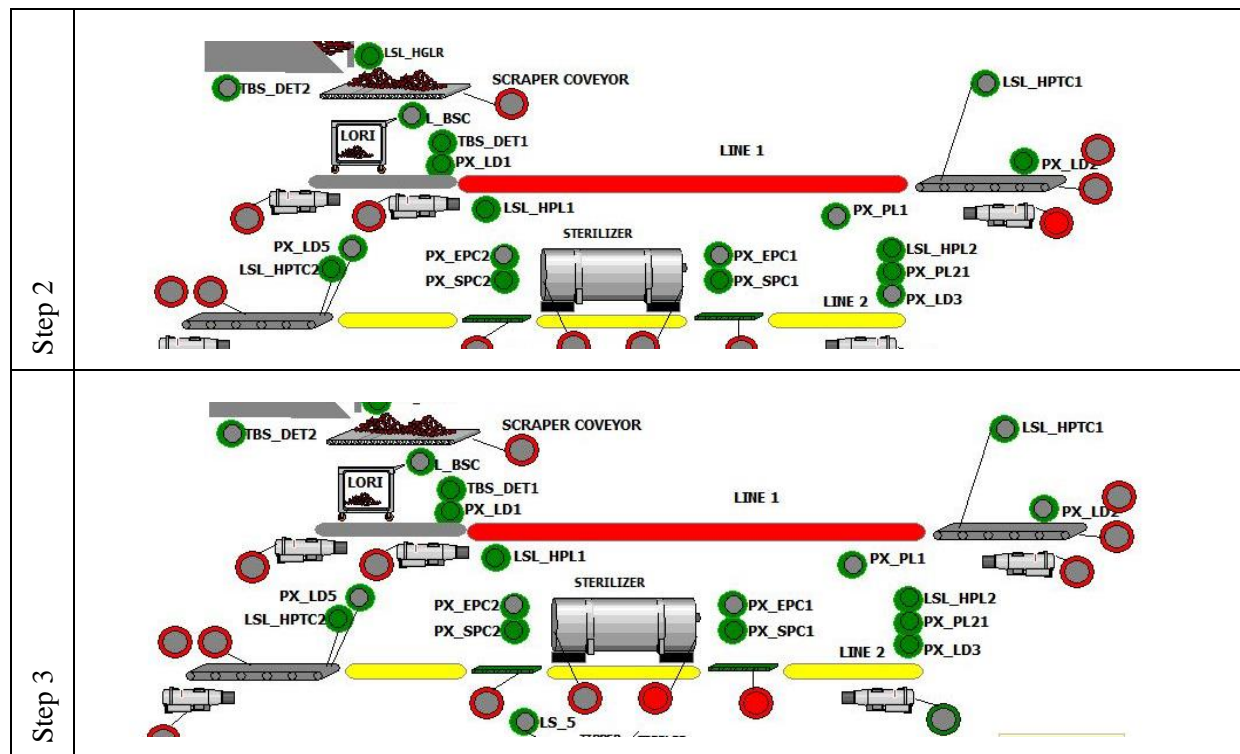 Step 2
LSL_HGLR
TBS_DET2
SCRAPER COVEYOR
L_BSC
LORI
TBS_DET1
PX_LD1
LINE 1
LSL_HPTC1
PX_LD2
LSL_HPL1
PX_PL1
PX_LD5
LSL_HPTC2
STERILIZER
PX_EPC2
PX_SPC2
PX_EPC1
PX_SPC1
LSL_HPL2
PX_PL21
PX_LD3
LINE 2
Step 3
TBS_DET2
SCRAPER COVEYOR
L_BSC
LORI
TBS_DET1
PX_LD1
LINE 1
LSL_HPTC1
PX_LD2
LSL_HPL1
PX_PL1
PX_LD5
LSL_HPTC2
STERILIZER
PX_EPC2
PX_SPC2
PX_EPC1
PX_SPC1
LSL_HPL2
PX_PL21
PX_LD3
LINE 2
LS_5